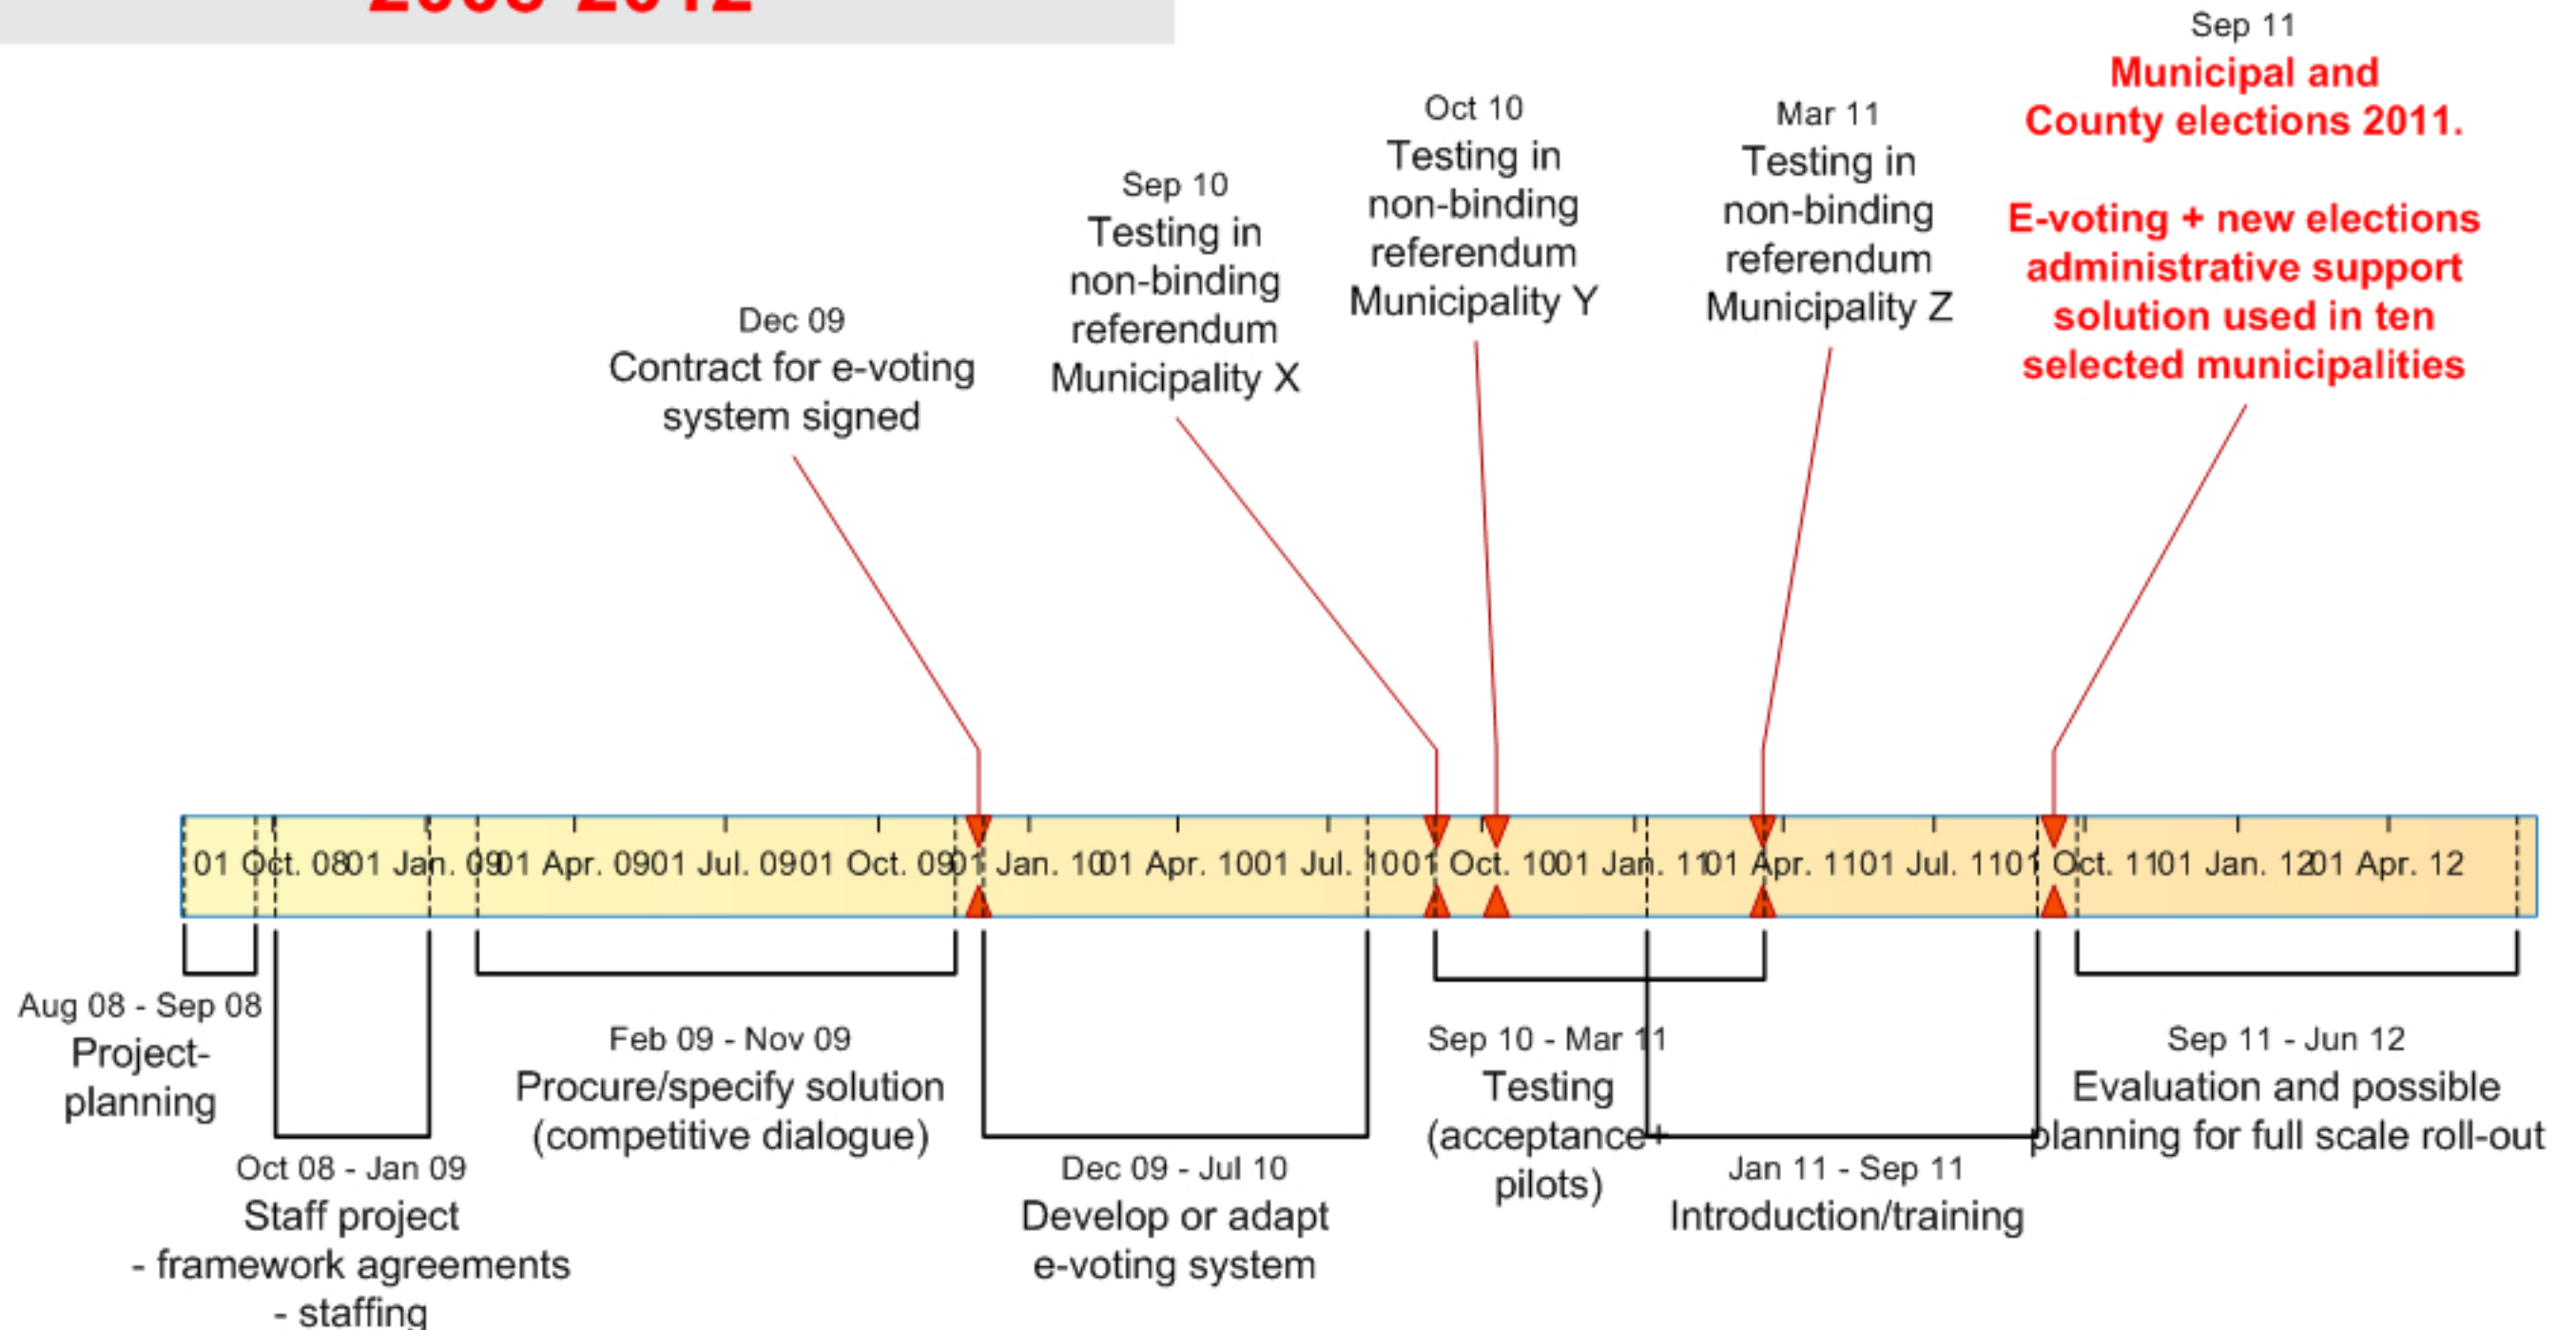 2008-2012
Sep 11
Municipal and
County elections 2011.
E-voting + new elections
administrative support
solution used in ten
selected municipalities
Oct 10
Testing in
non-binding
referendum
Municipality Y
Mar 11
Testing in
non-binding
referendum
Municipality Z
Sep 10
Testing in
non-binding
referendum
Municipality X
Dec 09
Contract for e-voting
system signed
01 Oct. 08
01 Jan. 09
01 Apr. 09
01 Jul. 09
01 Oct. 09
01 Jan. 10
01 Apr. 10
01 Jul. 10
01 Oct. 10
01 Jan. 11
01 Apr. 11
01 Jul. 11
01 Oct. 11
01 Jan. 12
01 Apr. 12
Aug 08 - Sep 08
Project-
planning
Oct 08 - Jan 09
Staff project
- framework agreements
- staffing
Feb 09 - Nov 09
Procure/specify solution
(competitive dialogue)
Dec 09 - Jul 10
Develop or adapt
e-voting system
Sep 10 - Mar 11
Testing
(acceptance+
pilots)
Jan 11 - Sep 11
Introduction/training
Sep 11 - Jun 12
Evaluation and possible
planning for full scale roll-out